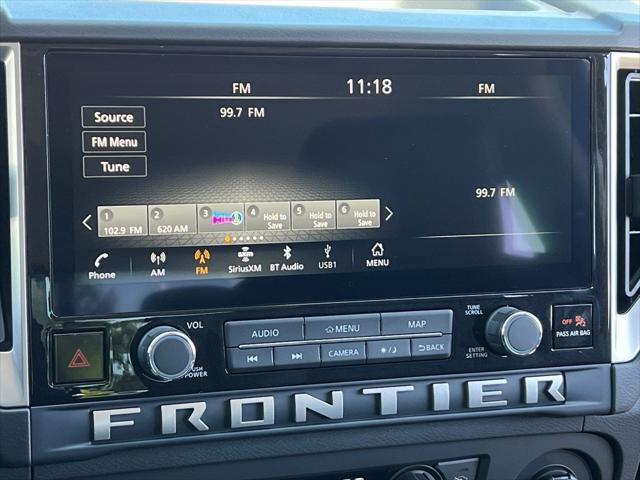 FM 11:18 FM
99.7 FM
Source
FM Menu
Tune
99.7 FM
1 2 3 4 Hold to Save 5 Hold to Save 6 Hold to Save
102.9 FM 620 AM
Phone AM FM SiriusXM BT Audio USB1 MENU
VOL
PUSH POWER
AUDIO MENU MAP
CAMERA BACK
TUNE SCROLL
ENTER SETTING
OFF
PASS AIR BAG
FRONTIER